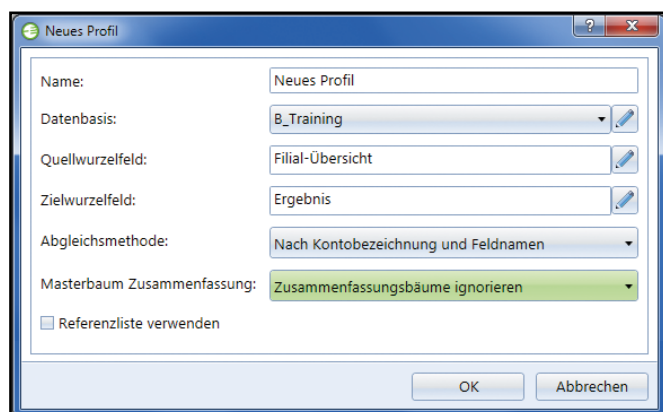 Neues Profil
?
Name: Neues Profil
Datenbasis: B_Training
Quellwurzelfeld: Filial-Übersicht
Zielwurzelfeld: Ergebnis
Abgleichsmethode: Nach Kontobezeichnung und Feldnamen
Masterbaum Zusammenfassung: Zusammenfassungsbäume ignorieren
Referenzliste verwenden
OK Abbrechen